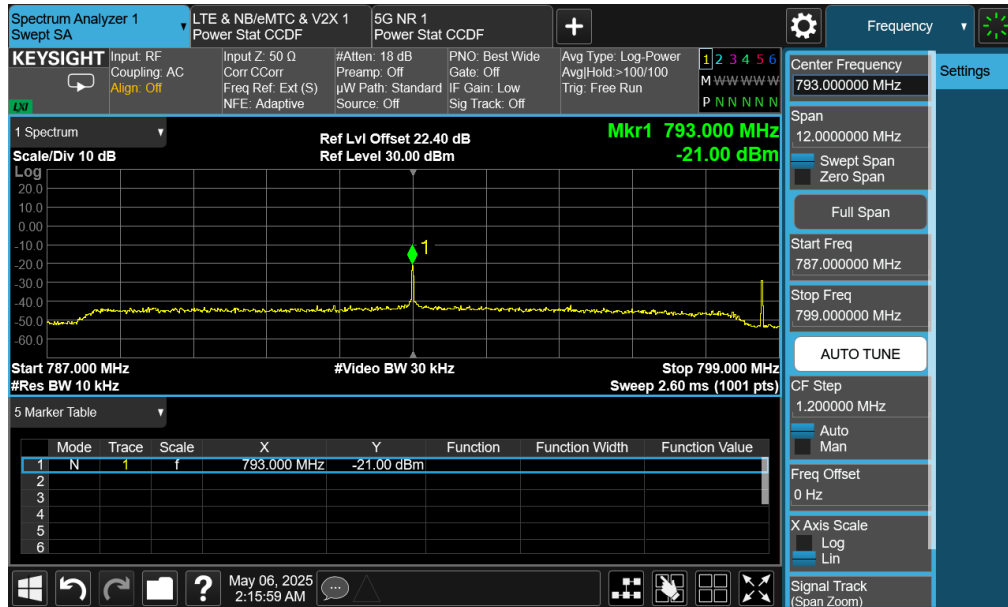 Spectrum Analyzer 1
Swept SA
LTE & NB/eMTC & V2X 1
Power Stat CCDF
5G NR 1
Power Stat CCDF
Frequency
KEYSIGHT
LXI
Input: RF
Coupling: AC
Align: Off
Input Z: 50 Ω
Corr CCorr
Freq Ref: Ext (S)
NFE: Adaptive
#Atten: 18 dB
Preamp: Off
µW Path: Standard
Source: Off
PNO: Best Wide
Gate: Off
IF Gain: Low
Sig Track: Off
Avg Type: Log-Power
Avg|Hold:>100/100
Trig: Free Run
1 2 3 4 5 6
M W W W W W
P N N N N N
1 Spectrum
Scale/Div 10 dB
Ref Lvl Offset 22.40 dB
Ref Level 30.00 dBm
Mkr1 793.000 MHz
-21.00 dBm
Log
20.0
10.0
0.00
-10.0
-20.0
-30.0
-40.0
-50.0
-60.0
1
Start 787.000 MHz
#Res BW 10 kHz
#Video BW 30 kHz
Stop 799.000 MHz
Sweep 2.60 ms (1001 pts)
5 Marker Table
Mode Trace Scale X Y Function Function Width Function Value
1 N 1 f 793.000 MHz -21.00 dBm
2
3
4
5
6
May 06, 2025
2:15:59 AM
Center Frequency
793.000000 MHz
Span
12.0000000 MHz
Swept Span
Zero Span
Full Span
Start Freq
787.000000 MHz
Stop Freq
799.000000 MHz
AUTO TUNE
CF Step
1.200000 MHz
Auto
Man
Freq Offset
0 Hz
X Axis Scale
Log
Lin
Signal Track
(Span Zoom)
Settings